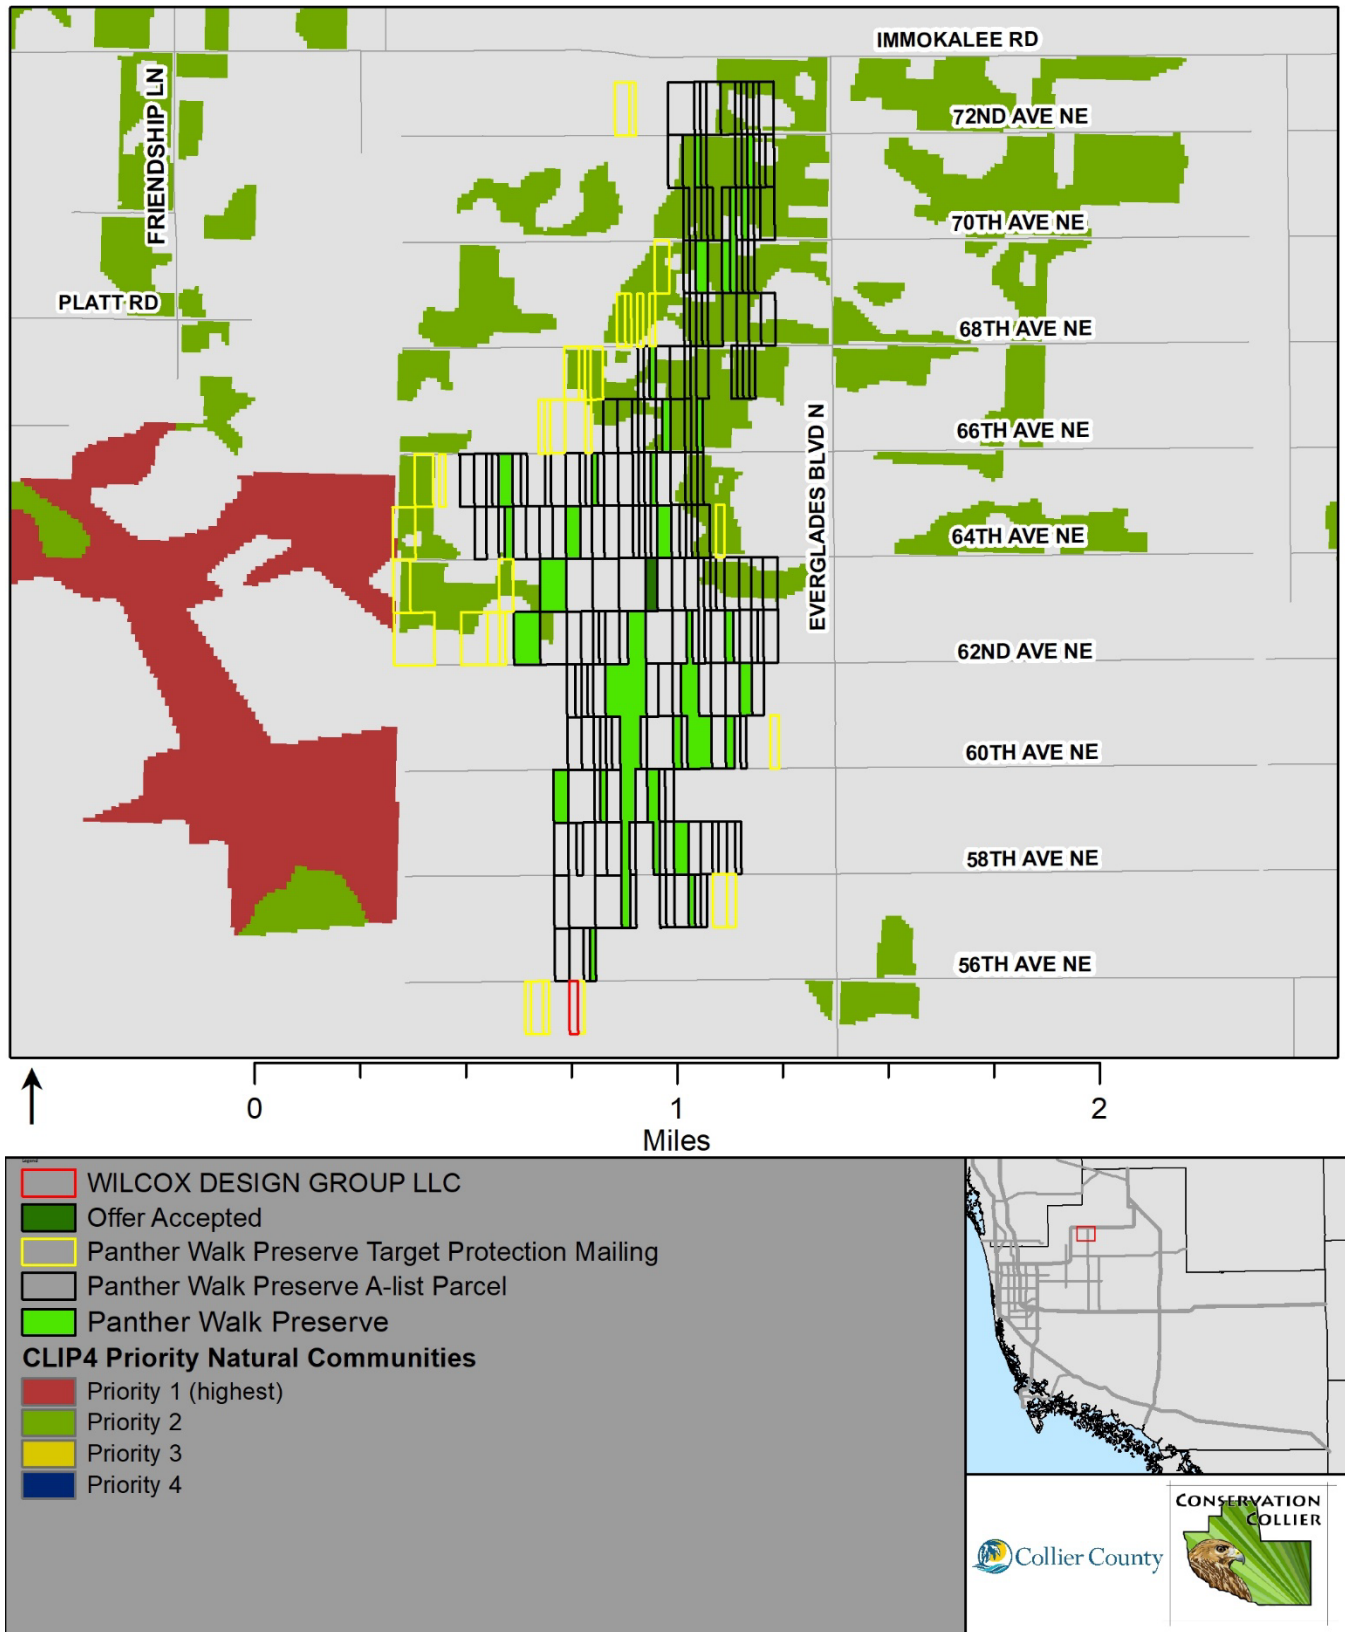 IMMOKALEE RD
FRIENDSHIP LN
72ND AVE NE
70TH AVE NE
PLATT RD
68TH AVE NE
66TH AVE NE
EVERGLADES BLVD N
64TH AVE NE
62ND AVE NE
60TH AVE NE
58TH AVE NE
56TH AVE NE
0 1 2
Miles
WILCOX DESIGN GROUP LLC
Offer Accepted
Panther Walk Preserve Target Protection Mailing
Panther Walk Preserve A-list Parcel
Panther Walk Preserve
CLIP4 Priority Natural Communities
Priority 1 (highest)
Priority 2
Priority 3
Priority 4
CONSERVATION
COLLIER
Collier County